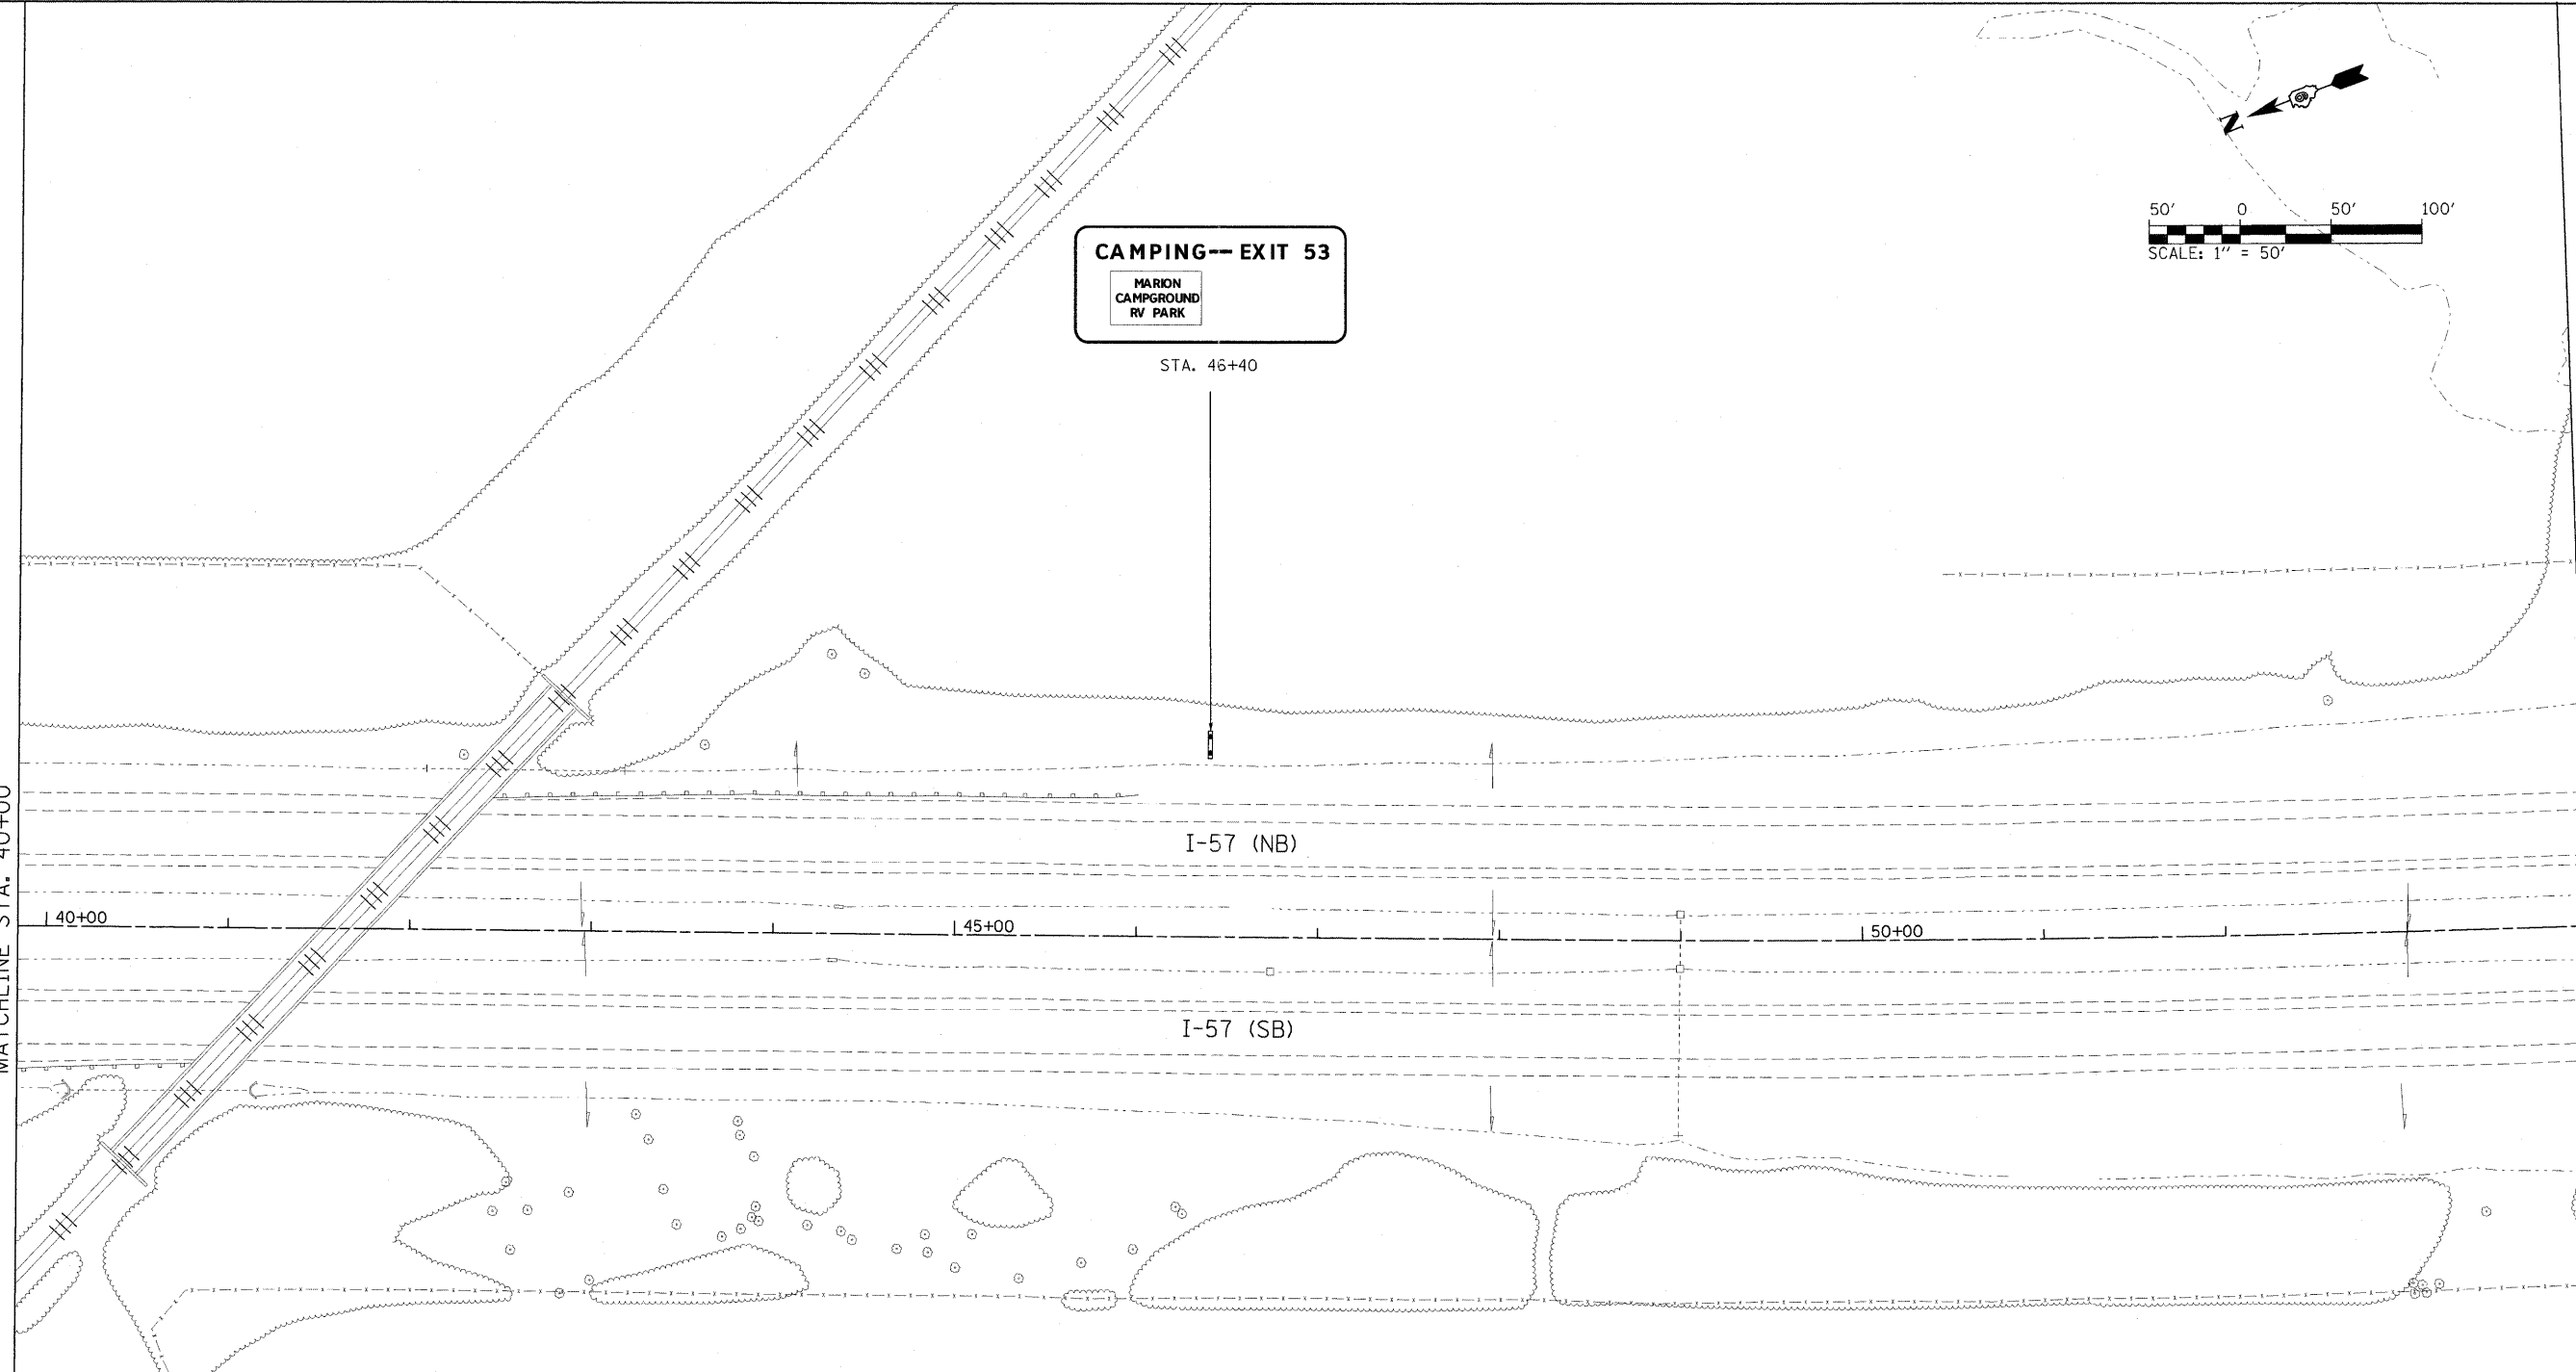 N
50' 0 50' 100'
SCALE: 1" = 50'
CAMPING-- EXIT 53
MARION
CAMPGROUND
RV PARK
STA. 46+40
MATCHLINE STA. 40+00
I-57 (NB)
40+00 45+00 50+00
I-57 (SB)